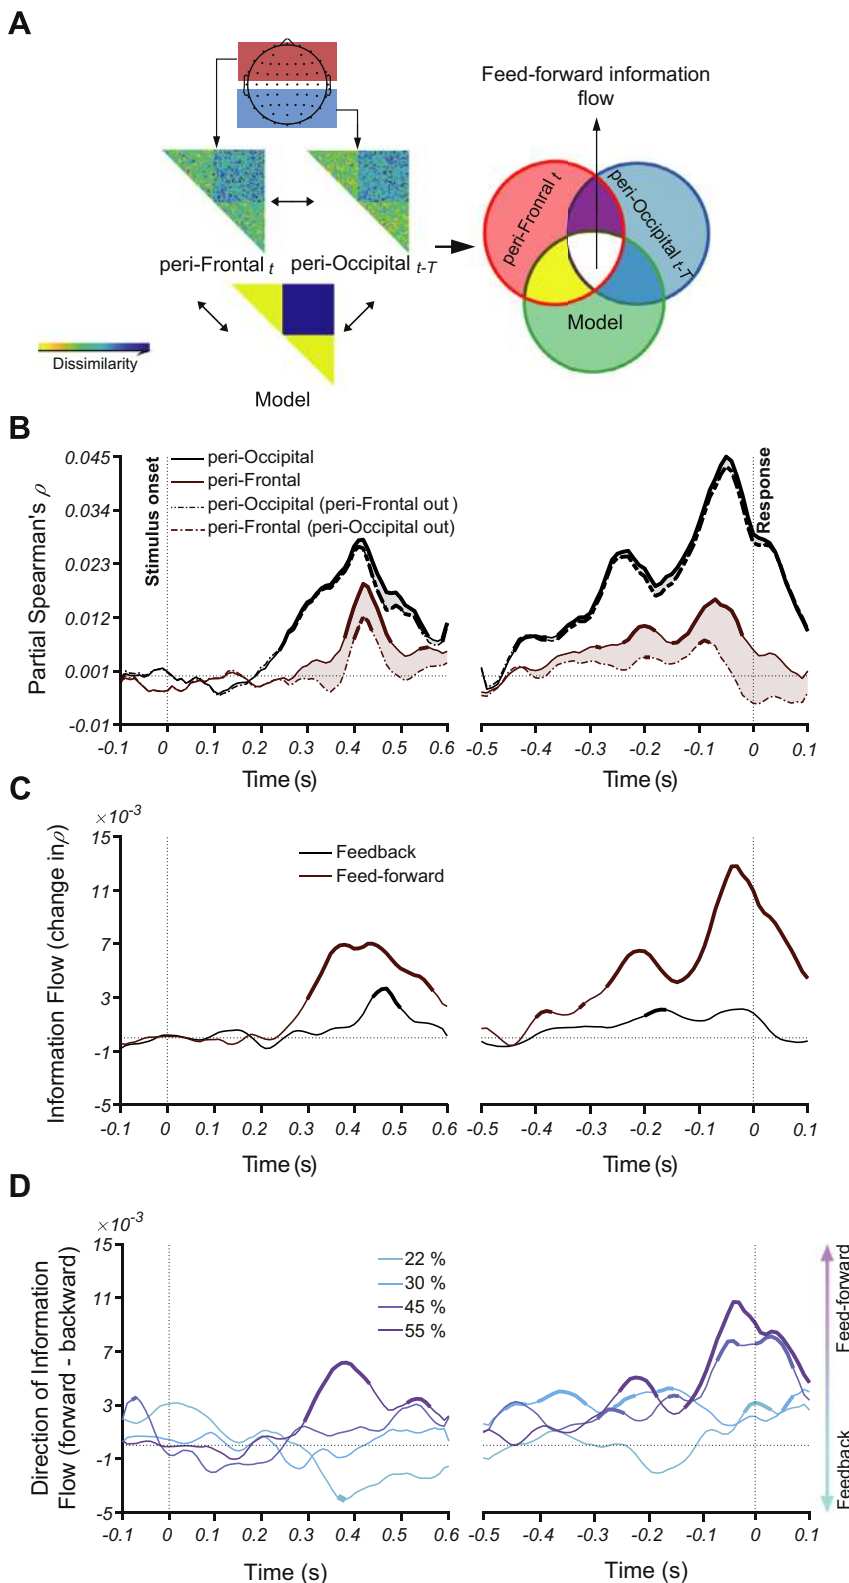 A
Feed-forward information
flow
peri-Fronral t
peri-Occipital t-T
Model
peri-Frontal t
peri-Occipital t-T
Dissimilarity
Model
B
0.045
0.034
0.023
0.012
0.001
-0.01
Partial Spearman's ρ
Stimulus onset
peri-Occipital
peri-Frontal
peri-Occipital (peri-Frontal out )
peri-Frontal (peri-Occipital out)
Response
-0.1 0 0.1 0.2 0.3 0.4 0.5 0.6
-0.5 -0.4 -0.3 -0.2 -0.1 0 0.1
Time (s)
Time (s)
C
×10-3
15
11
7
3
-1
-5
Information Flow (change in ρ)
Feedback
Feed-forward
-0.1 0 0.1 0.2 0.3 0.4 0.5 0.6
-0.5 -0.4 -0.3 -0.2 -0.1 0 0.1
Time (s)
Time (s)
D
×10-3
15
11
7
3
-1
-5
Direction of Information
Flow (forward - backward)
22 %
30 %
45 %
55 %
Feed-forward
Feedback
-0.1 0 0.1 0.2 0.3 0.4 0.5 0.6
-0.5 -0.4 -0.3 -0.2 -0.1 0 0.1
Time (s)
Time (s)